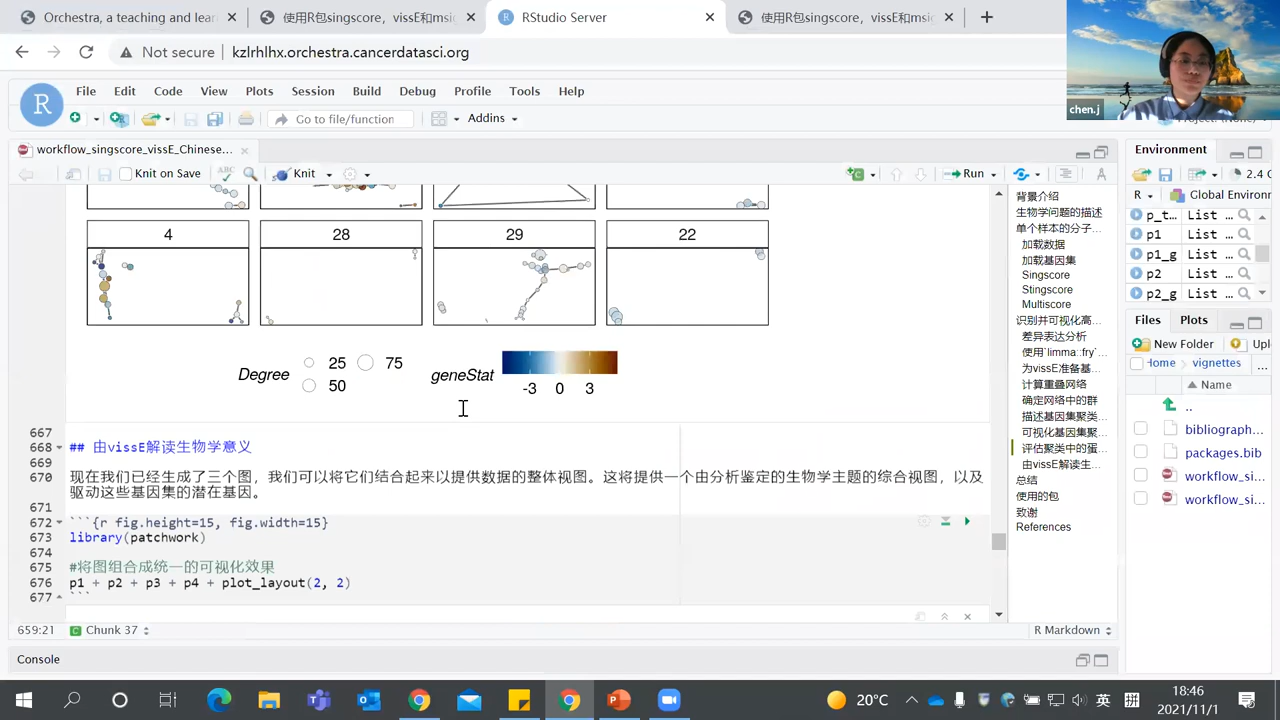 Orchestra, a teaching and lear
使用R包singscore，vissE和msi
RStudio Server
使用R包singscore，vissE和msig
Not secure
kzlrhlhx.orchestra.cancerdatasci.org
chen.j
File Edit Code View Plots Session Build Debug Profile Tools Help
Go to file/function
Addins
Project: (None)
workflow_singscore_vissE_Chinese...
Knit on Save
Knit
Run
4
28
29
22
Degree
25
75
50
geneStat
-3 0 3
667
668 ## 由vissE解读生物学意义
669
670 现在我们已经生成了三个图，我们可以将它们结合起来以提供数据的整体视图。这将提供一个由分析鉴定的生物学主题的综合视图，以及
驱动这些基因集的潜在基因。
671
672 ```{r fig.height=15, fig.width=15}
673 library(patchwork)
674
675 #将图组合成统一的可视化效果
676 p1 + p2 + p3 + p4 + plot_layout(2, 2)
677 ```
659:21
Chunk 37
R Markdown
Console
背景介绍
生物学问题的描述
单个样本的分子...
加载数据
加载基因集
Singscore
Stingscore
Multiscore
识别并可视化高...
差异表达分析
使用`limma::fry`...
为vissE准备基...
计算重叠网络
确定网络中的群
描述基因集聚类...
可视化基因集聚...
评估聚类中的蛋...
由vissE解读生...
总结
使用的包
致谢
References
Environment
2.4 G
R
Global Environm
p_t... List ...
p1 List ...
p1_g List ...
p2 List ...
p2_g List ...
Files
Plots
New Folder
Uplo
Home
vignettes
...
Name
..
bibliograph...
packages.bib
workflow_si...
workflow_si...
20°C
英
拼
18:46
2021/11/1